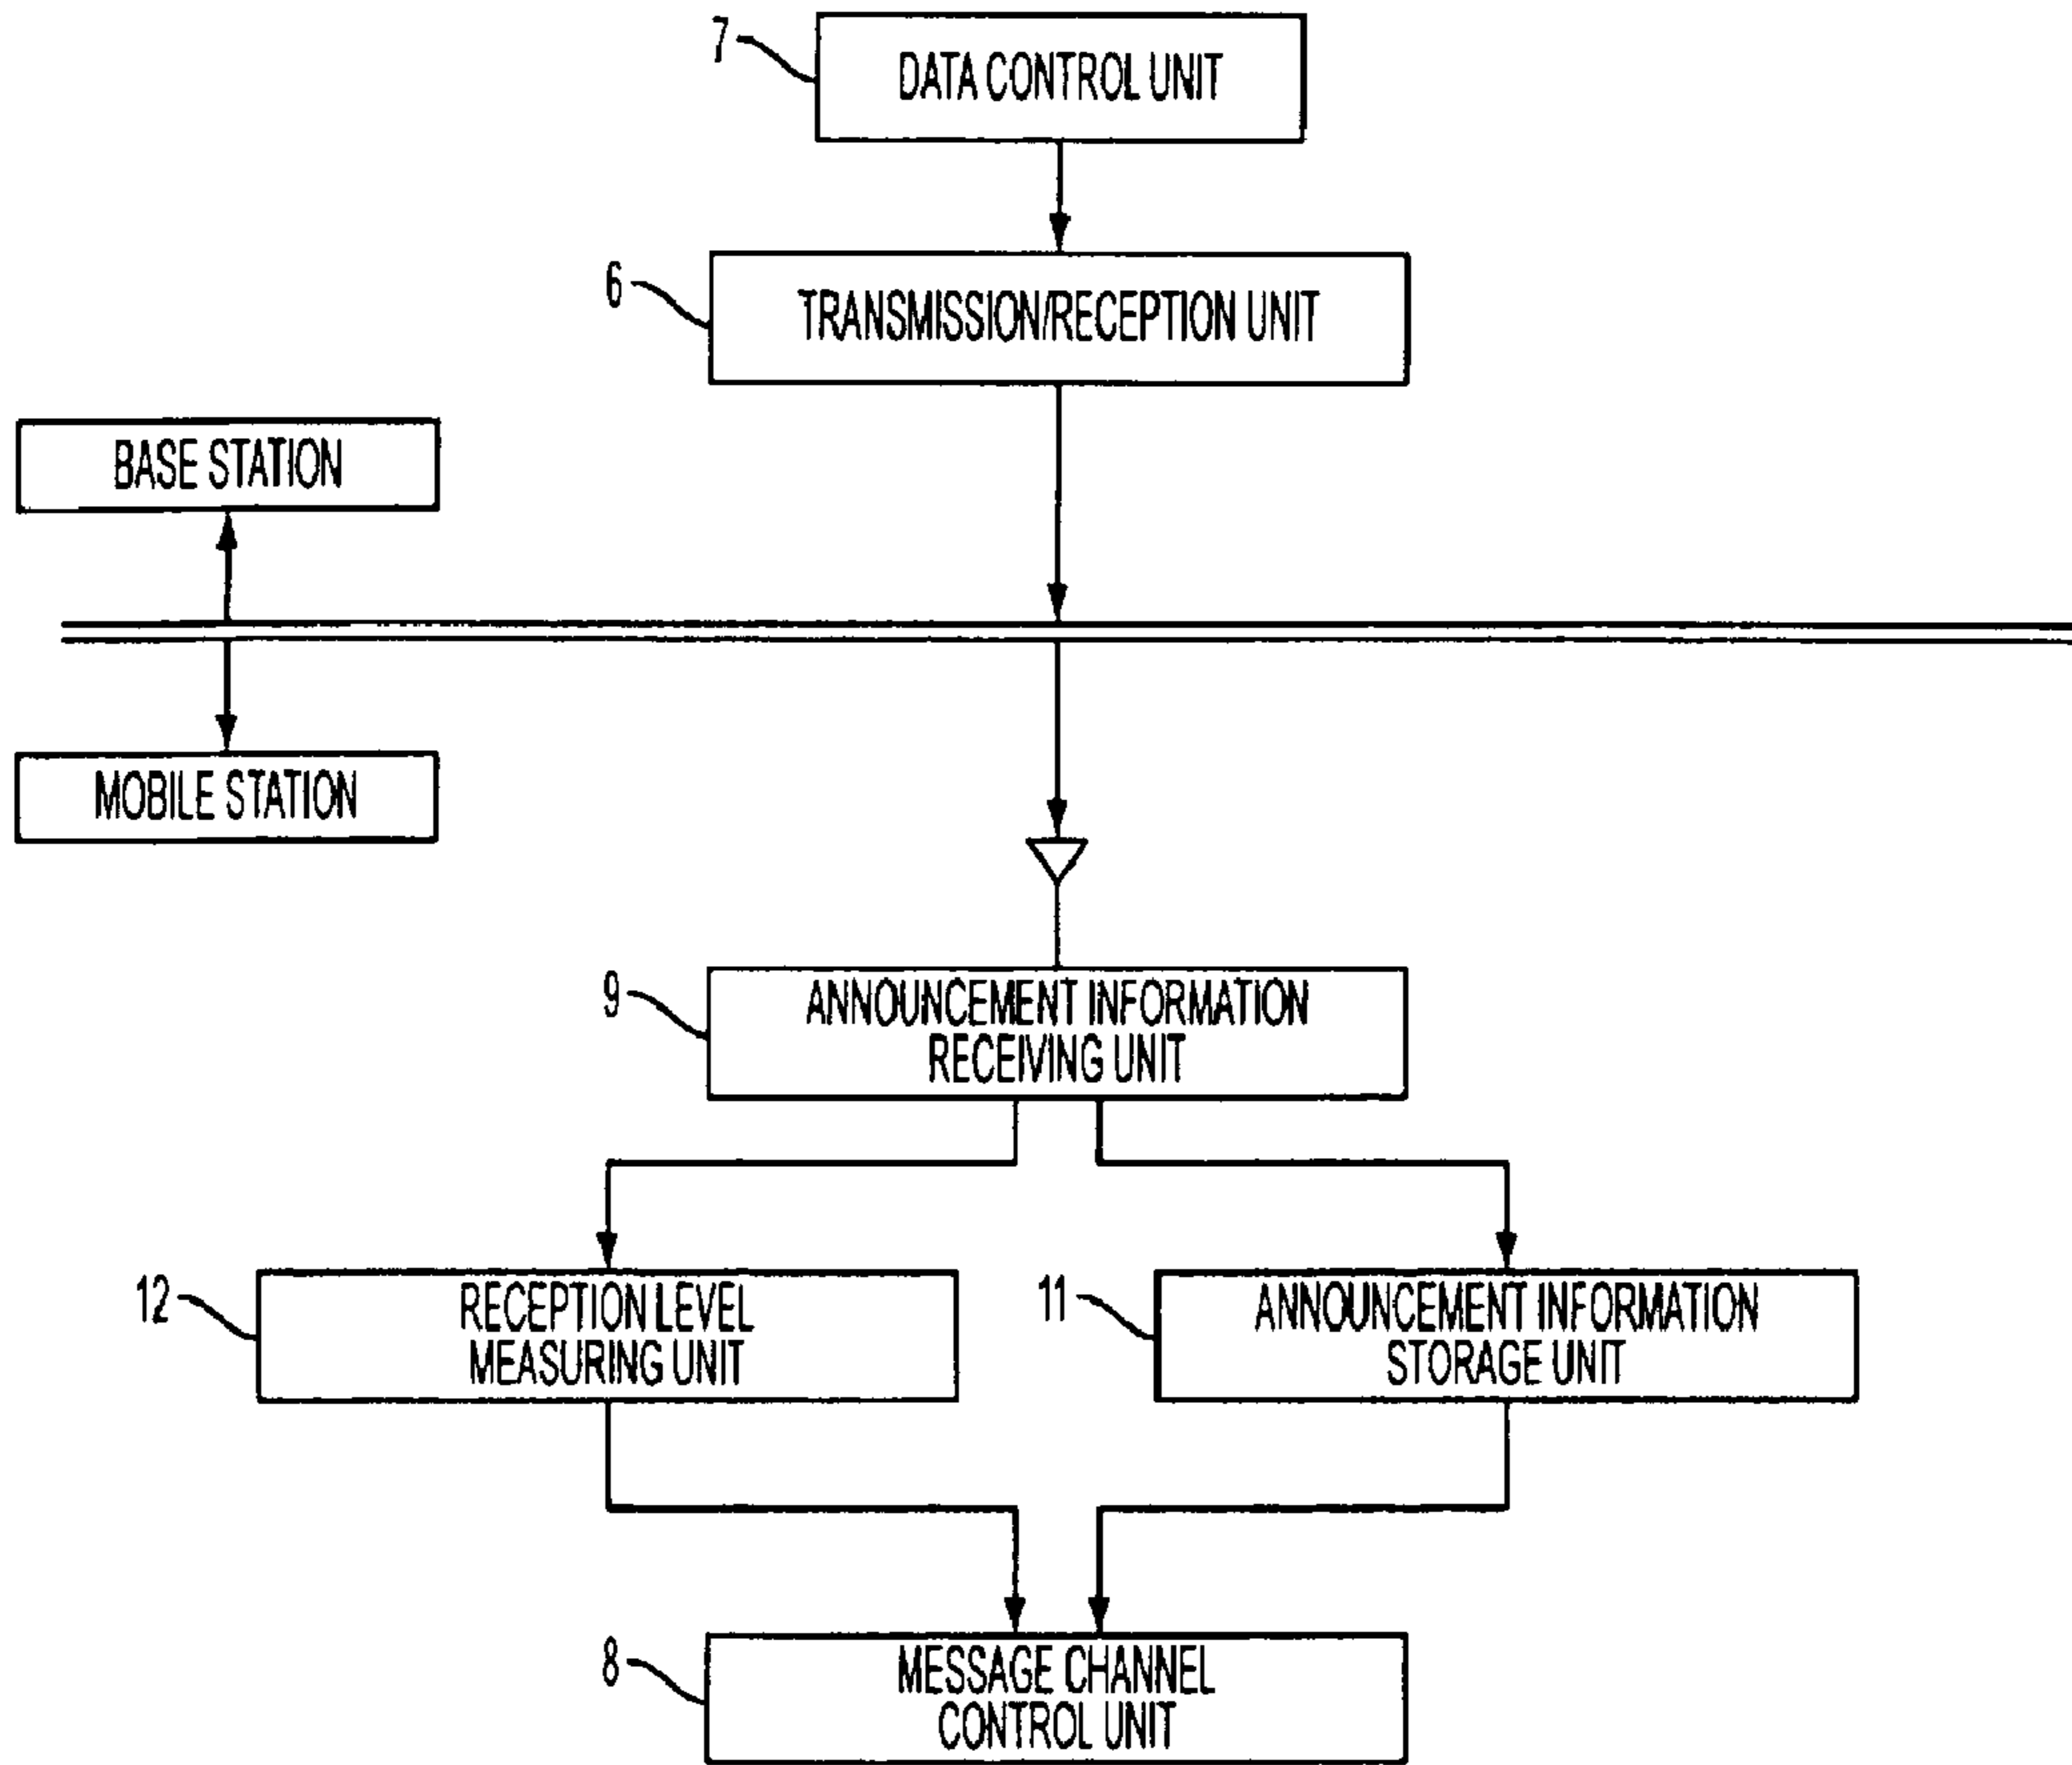 7
DATA CONTROL UNIT
6
TRANSMISSION/RECEPTION UNIT
BASE STATION
MOBILE STATION
9
ANNOUNCEMENT INFORMATION
RECEIVING UNIT
12
RECEPTION LEVEL
MEASURING UNIT
11
ANNOUNCEMENT INFORMATION
STORAGE UNIT
8
MESSAGE CHANNEL
CONTROL UNIT